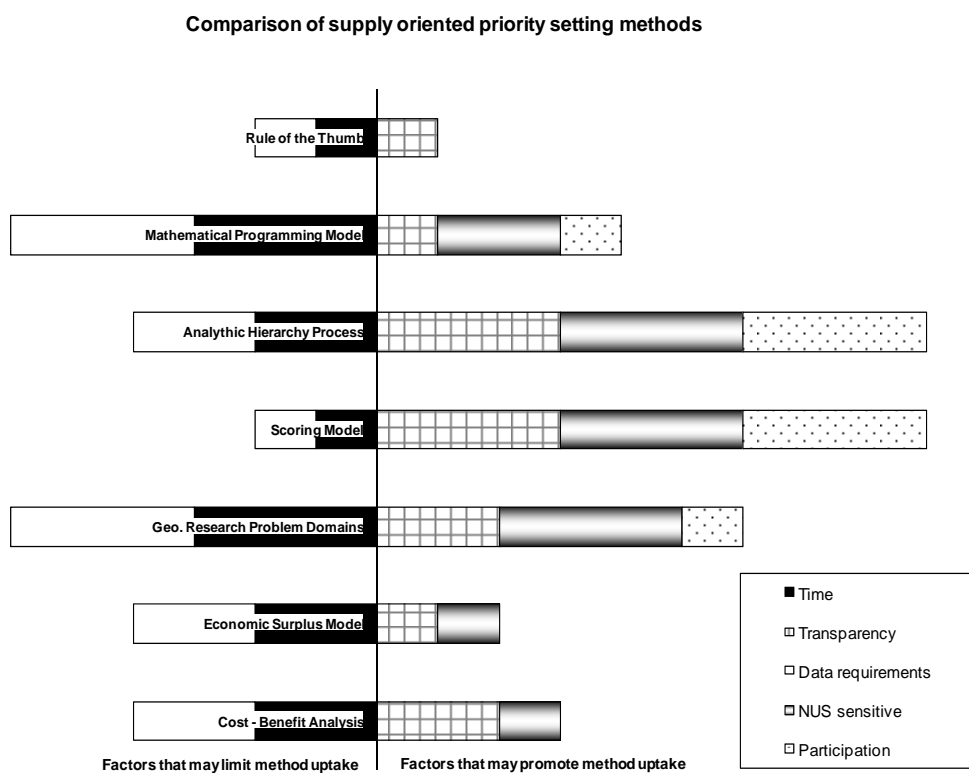 Comparison of supply oriented priority setting methods
Rule of the Thumb
Mathematical Programming Model
Analythic Hierarchy Process
Scoring Model
Geo. Research Problem Domains
Economic Surplus Model
Cost - Benefit Analysis
Factors that may limit method uptake
Factors that may promote method uptake
Time
Transparency
Data requirements
NUS sensitive
Participation